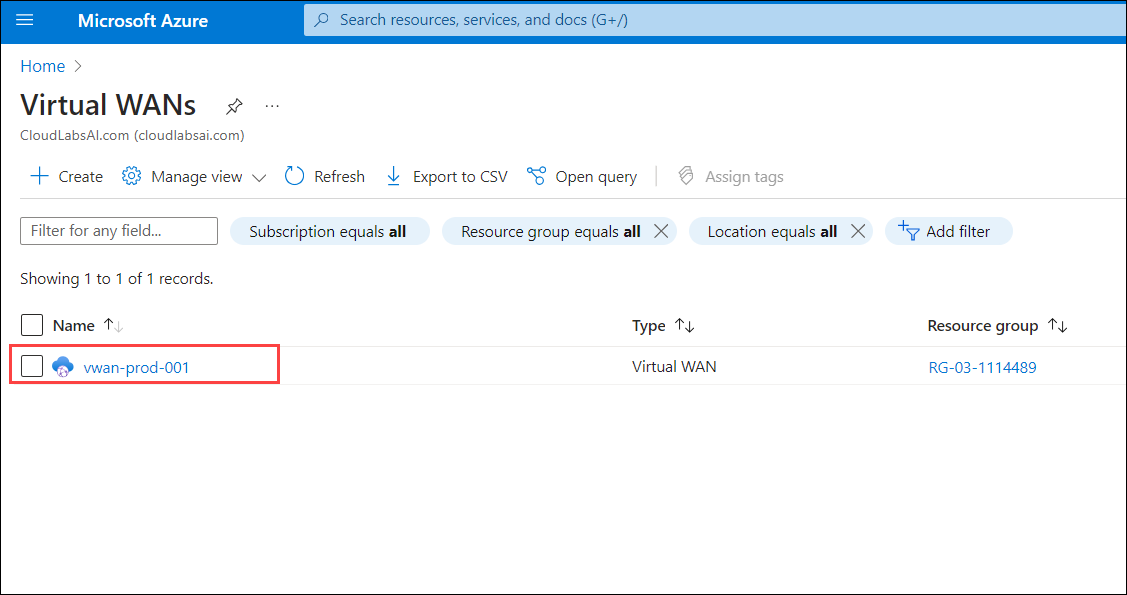 Microsoft Azure
Search resources, services, and docs (G+/)
Home
Virtual WANs
...
CloudLabsAI.com (cloudlabsai.com)
Create Manage view Refresh Export to CSV Open query Assign tags
Filter for any field... Subscription equals all Resource group equals all Location equals all Add filter
Showing 1 to 1 of 1 records.
Name Type Resource group
vwan-prod-001 Virtual WAN RG-03-1114489